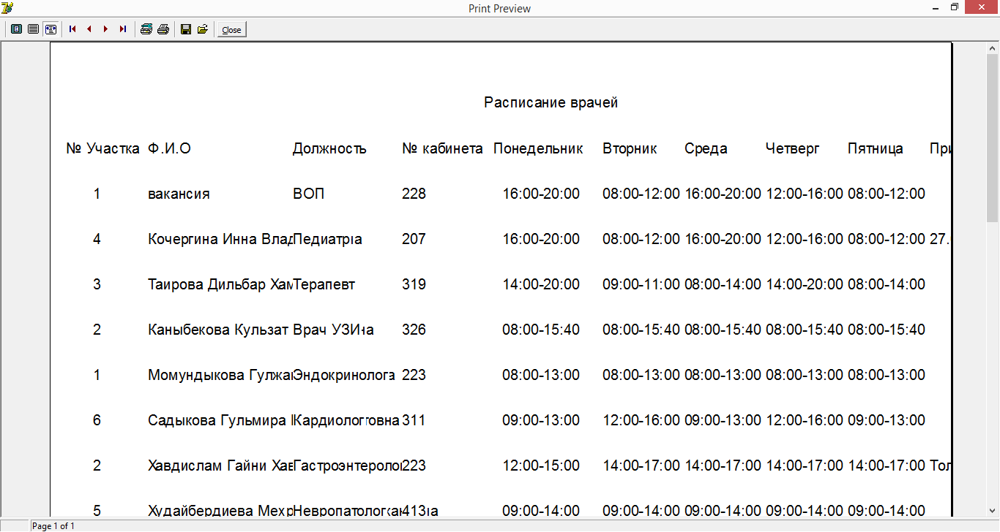 Print Preview
Close
Расписание врачей
№ Участка Ф.И.О Должность № кабинета Понедельник Вторник Среда Четверг Пятница При
1 вакансия ВОП 228 16:00-20:00 08:00-12:00 16:00-20:00 12:00-16:00 08:00-12:00
4 Кочергина Инна Влад Педиатр 207 16:00-20:00 08:00-12:00 16:00-20:00 12:00-16:00 08:00-12:00 27.
3 Таирова Дильбар Хам Терапевт 319 14:00-20:00 09:00-11:00 08:00-14:00 14:00-20:00 08:00-14:00
2 Каныбекова Кульзат Врач УЗИ 326 08:00-15:40 08:00-15:40 08:00-15:40 08:00-15:40 08:00-15:40
1 Момундыкова Гулжа Эндокринолог 223 08:00-13:00 08:00-13:00 08:00-13:00 08:00-13:00 08:00-13:00
6 Садыкова Гульмира Кардиолог 311 09:00-13:00 12:00-16:00 09:00-13:00 12:00-16:00 09:00-13:00
2 Хавдислам Гайни Хав Гастроэнтероло 223 12:00-15:00 14:00-17:00 14:00-17:00 14:00-17:00 14:00-17:00 Тол
5 Худайбердиева Мехр Невропатолог 413 09:00-14:00 09:00-14:00 09:00-14:00 09:00-14:00 09:00-14:00
Page 1 of 1